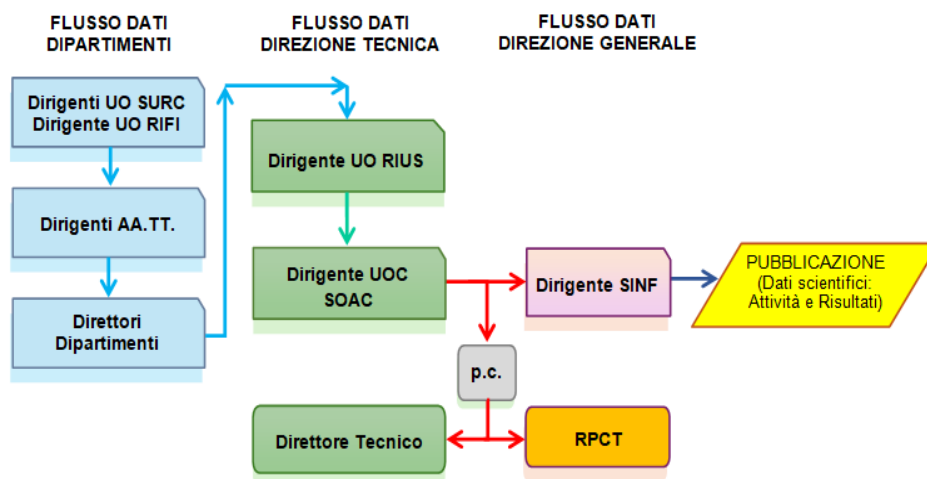 FLUSSO DATI
DIPARTIMENTI
FLUSSO DATI
DIREZIONE TECNICA
FLUSSO DATI
DIREZIONE GENERALE
Dirigenti UO SURC
Dirigente UO RIFI
Dirigenti AA.TT.
Direttori
Dipartimenti
Dirigente UO RIUS
Dirigente UOC
SOAC
Dirigente SINF
PUBBLICAZIONE
(Dati scientifici:
Attività e Risultati)
p.c.
Direttore Tecnico
RPCT